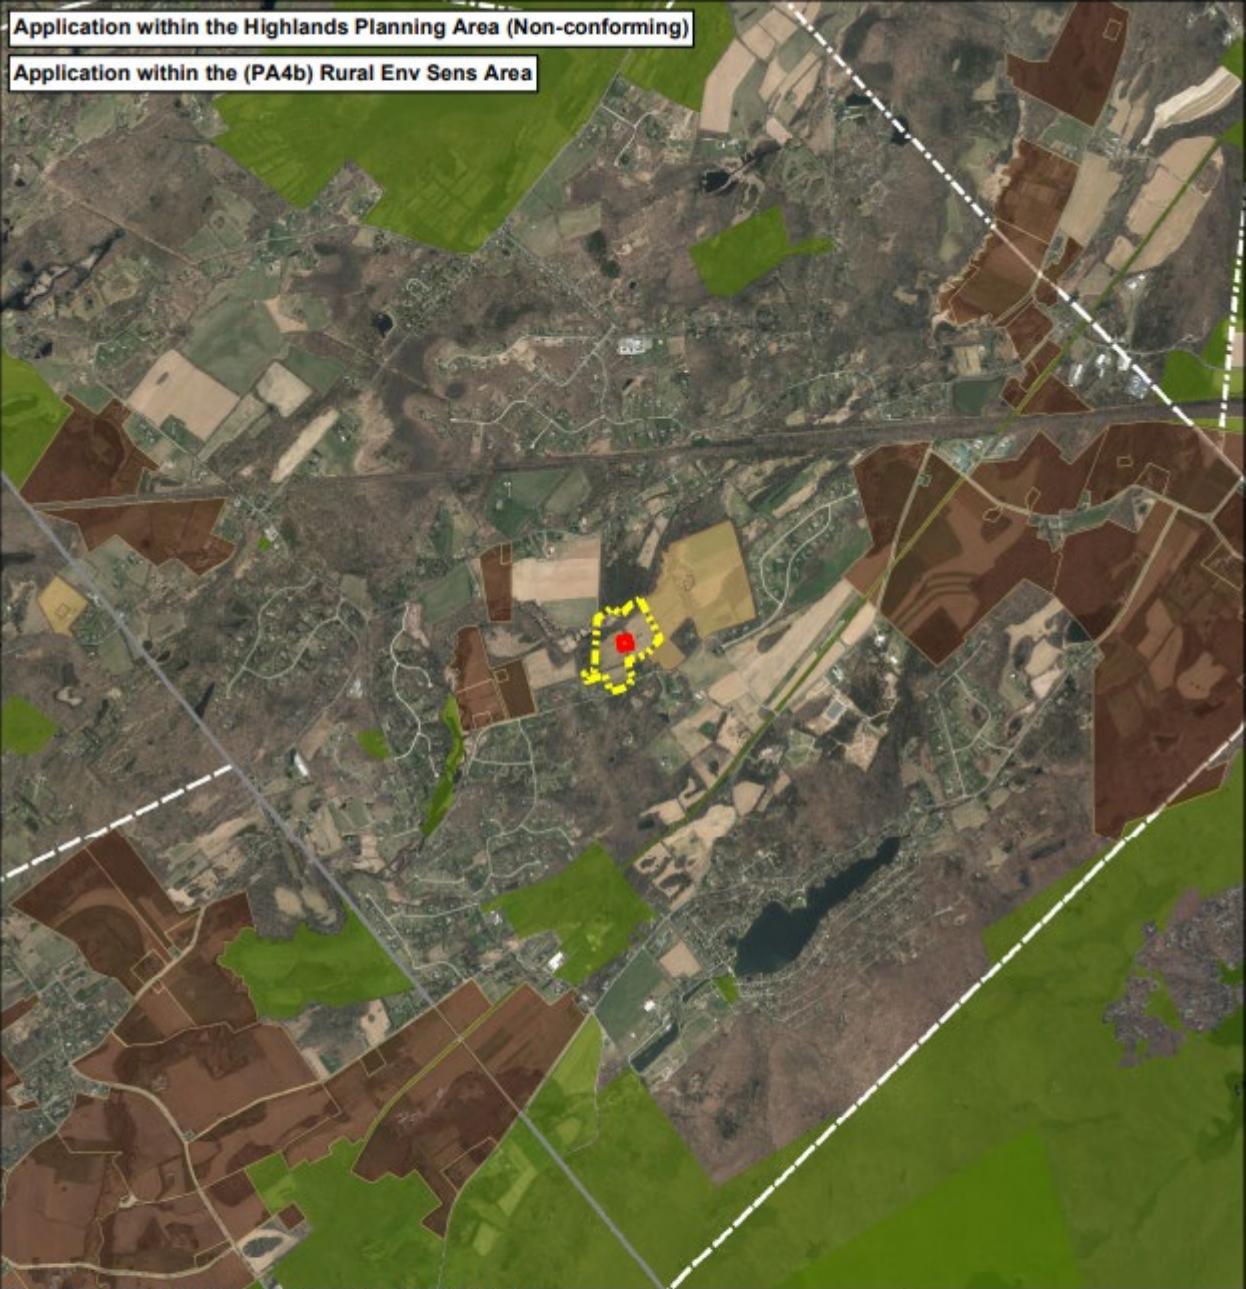 Application within the Highlands Planning Area (Non-conforming)
Application within the (PA4b) Rural Env Sens Area